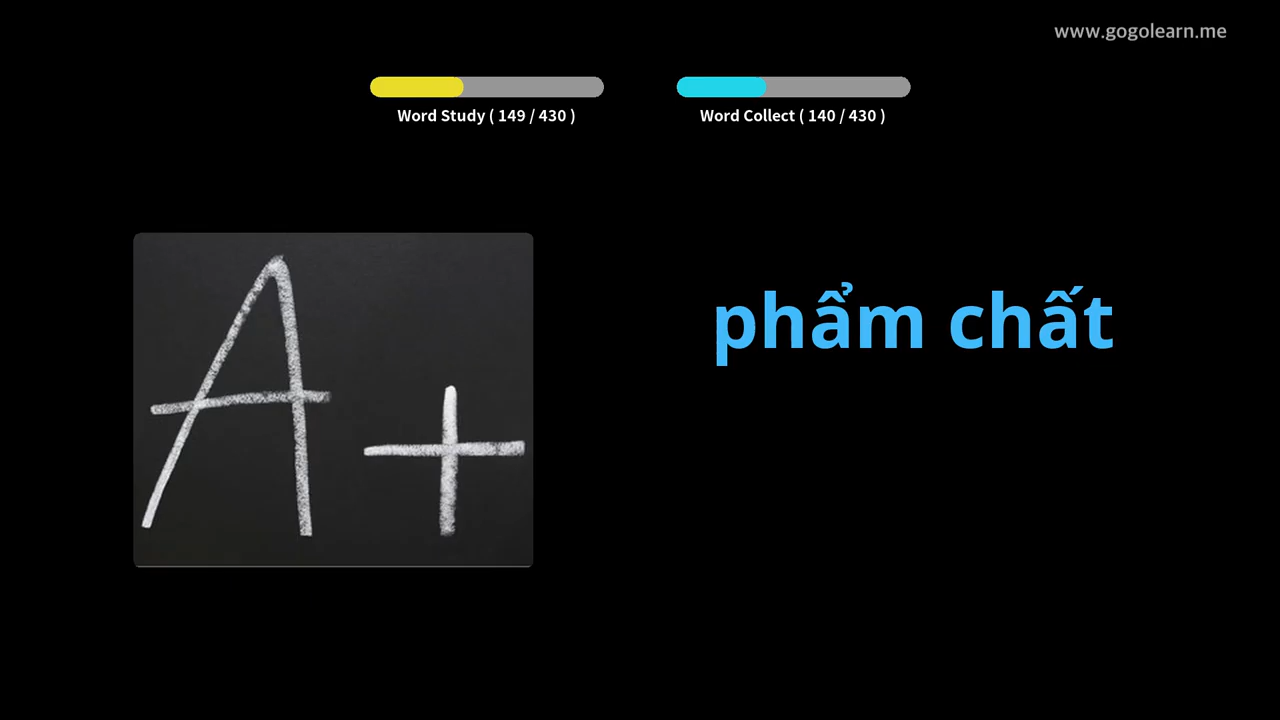 www.gogolearn.me
Word Study ( 149 / 430 )
Word Collect ( 140 / 430 )
A+
phẩm chất